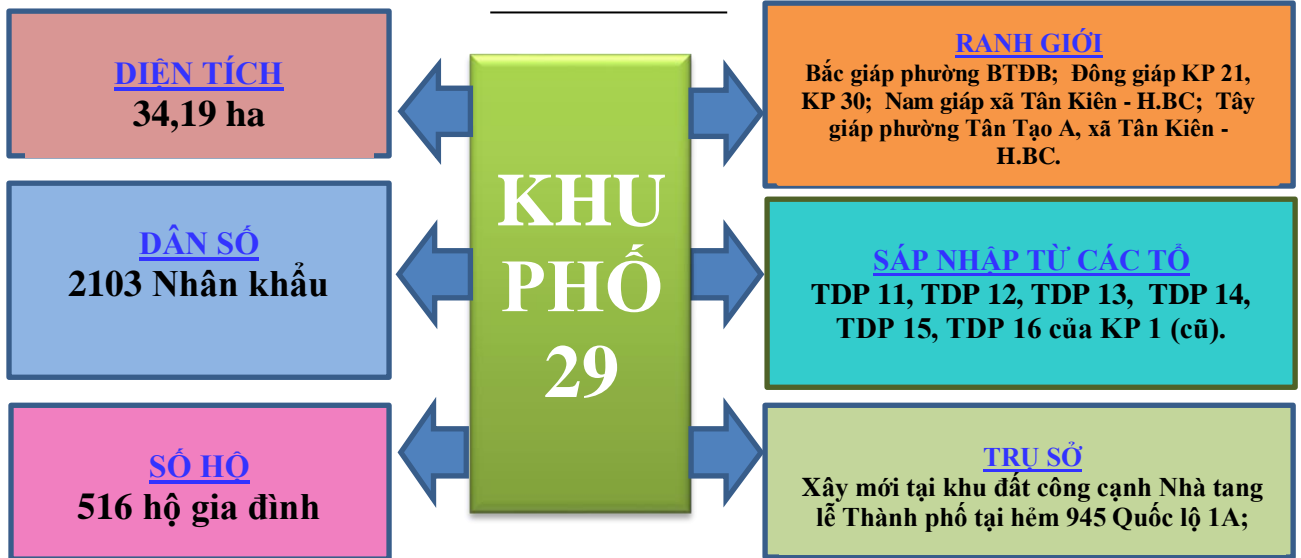 DIỆN TÍCH
34,19 ha
DÂN SỐ
2103 Nhân khẩu
SỐ HỘ
516 hộ gia đình
KHU
PHỐ
29
RANH GIỚI
Bắc giáp phường BTĐB; Đông giáp KP 21,
KP 30; Nam giáp xã Tân Kiên - H.BC; Tây
giáp phường Tân Tạo A, xã Tân Kiên -
H.BC.
SÁP NHẬP TỪ CÁC TỔ
TDP 11, TDP 12, TDP 13, TDP 14,
TDP 15, TDP 16 của KP 1 (cũ).
TRỤ SỞ
Xây mới tại khu đất công cạnh Nhà tang
lễ Thành phố tại hẻm 945 Quốc lộ 1A;